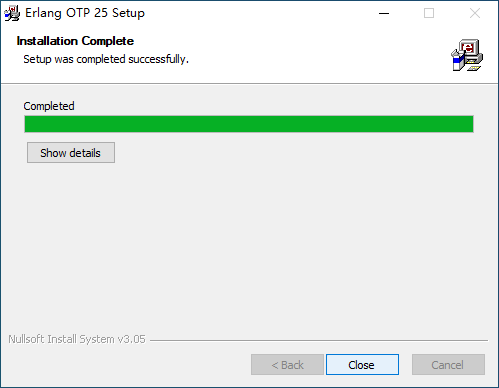 Erlang OTP 25 Setup
Installation Complete
Setup was completed successfully.
Completed
Show details
Nullsoft Install System v3.05
< Back
Close
Cancel